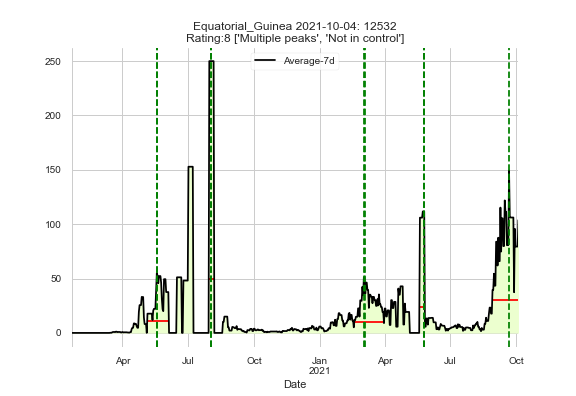 Equatorial_Guinea 2021-10-04: 12532
Rating:8 ['Multiple peaks', 'Not in control']
Average-7d
250
200
150
100
50
0
Apr
Jul
Oct
Jan
2021
Apr
Jul
Oct
Date